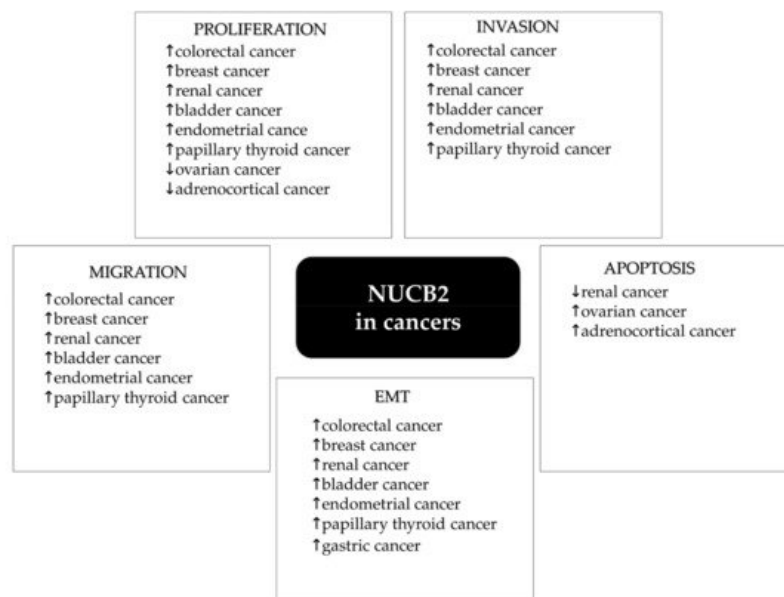 PROLIFERATION
↑colorectal cancer
↑breast cancer
↑renal cancer
↑bladder cancer
↑endometrial cance
↑papillary thyroid cancer
↓ovarian cancer
↓adrenocortical cancer
INVASION
↑colorectal cancer
↑breast cancer
↑renal cancer
↑bladder cancer
↑endometrial cancer
↑papillary thyroid cancer
MIGRATION
↑colorectal cancer
↑breast cancer
↑renal cancer
↑bladder cancer
↑endometrial cancer
↑papillary thyroid cancer
NUCB2
in cancers
APOPTOSIS
↓renal cancer
↑ovarian cancer
↑adrenocortical cancer
EMT
↑colorectal cancer
↑breast cancer
↑renal cancer
↑bladder cancer
↑endometrial cancer
↑papillary thyroid cancer
↑gastric cancer